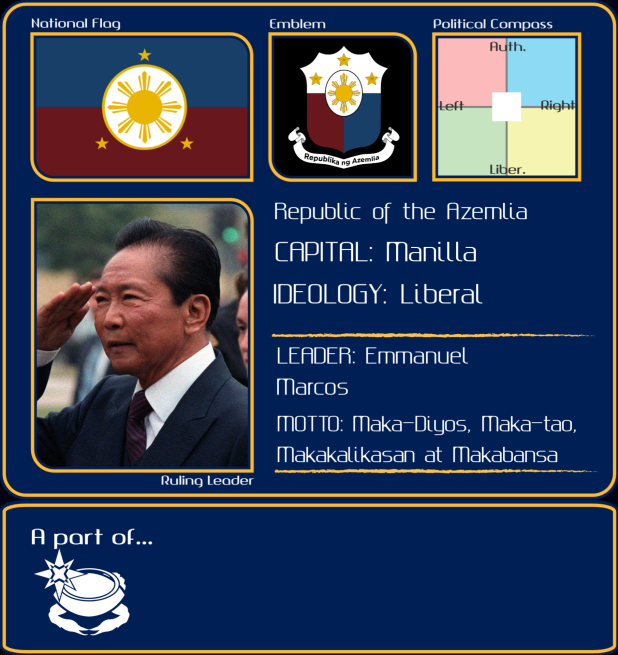 National Flag
Emblem
Political Compass
Auth.
Left
Right
Liber.
Republika ng Azemlia
Republic of the Azemlia
CAPITAL: Manilla
IDEOLOGY: Liberal
LEADER: Emmanuel
Marcos
MOTTO: Maka-Diyos, Maka-tao,
Makakalikasan at Makabansa
Ruling Leader
A part of...